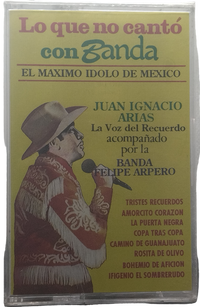 Lo que no cantó
con Banda
EL MAXIMO IDOLO DE MEXICO
JUAN IGNACIO
ARIAS
La Voz del Recuerdo
acompañado
por la
BANDA
FELIPE ARPERO
TRISTES RECUERDOS
AMORCITO CORAZON
LA PUERTA NEGRA
COPA TRAS COPA
CAMINO DE GUANAJUATO
ROSITA DE OLIVO
BOHEMIO DE AFICION
IFIGENIO EL SOMBRERUDO